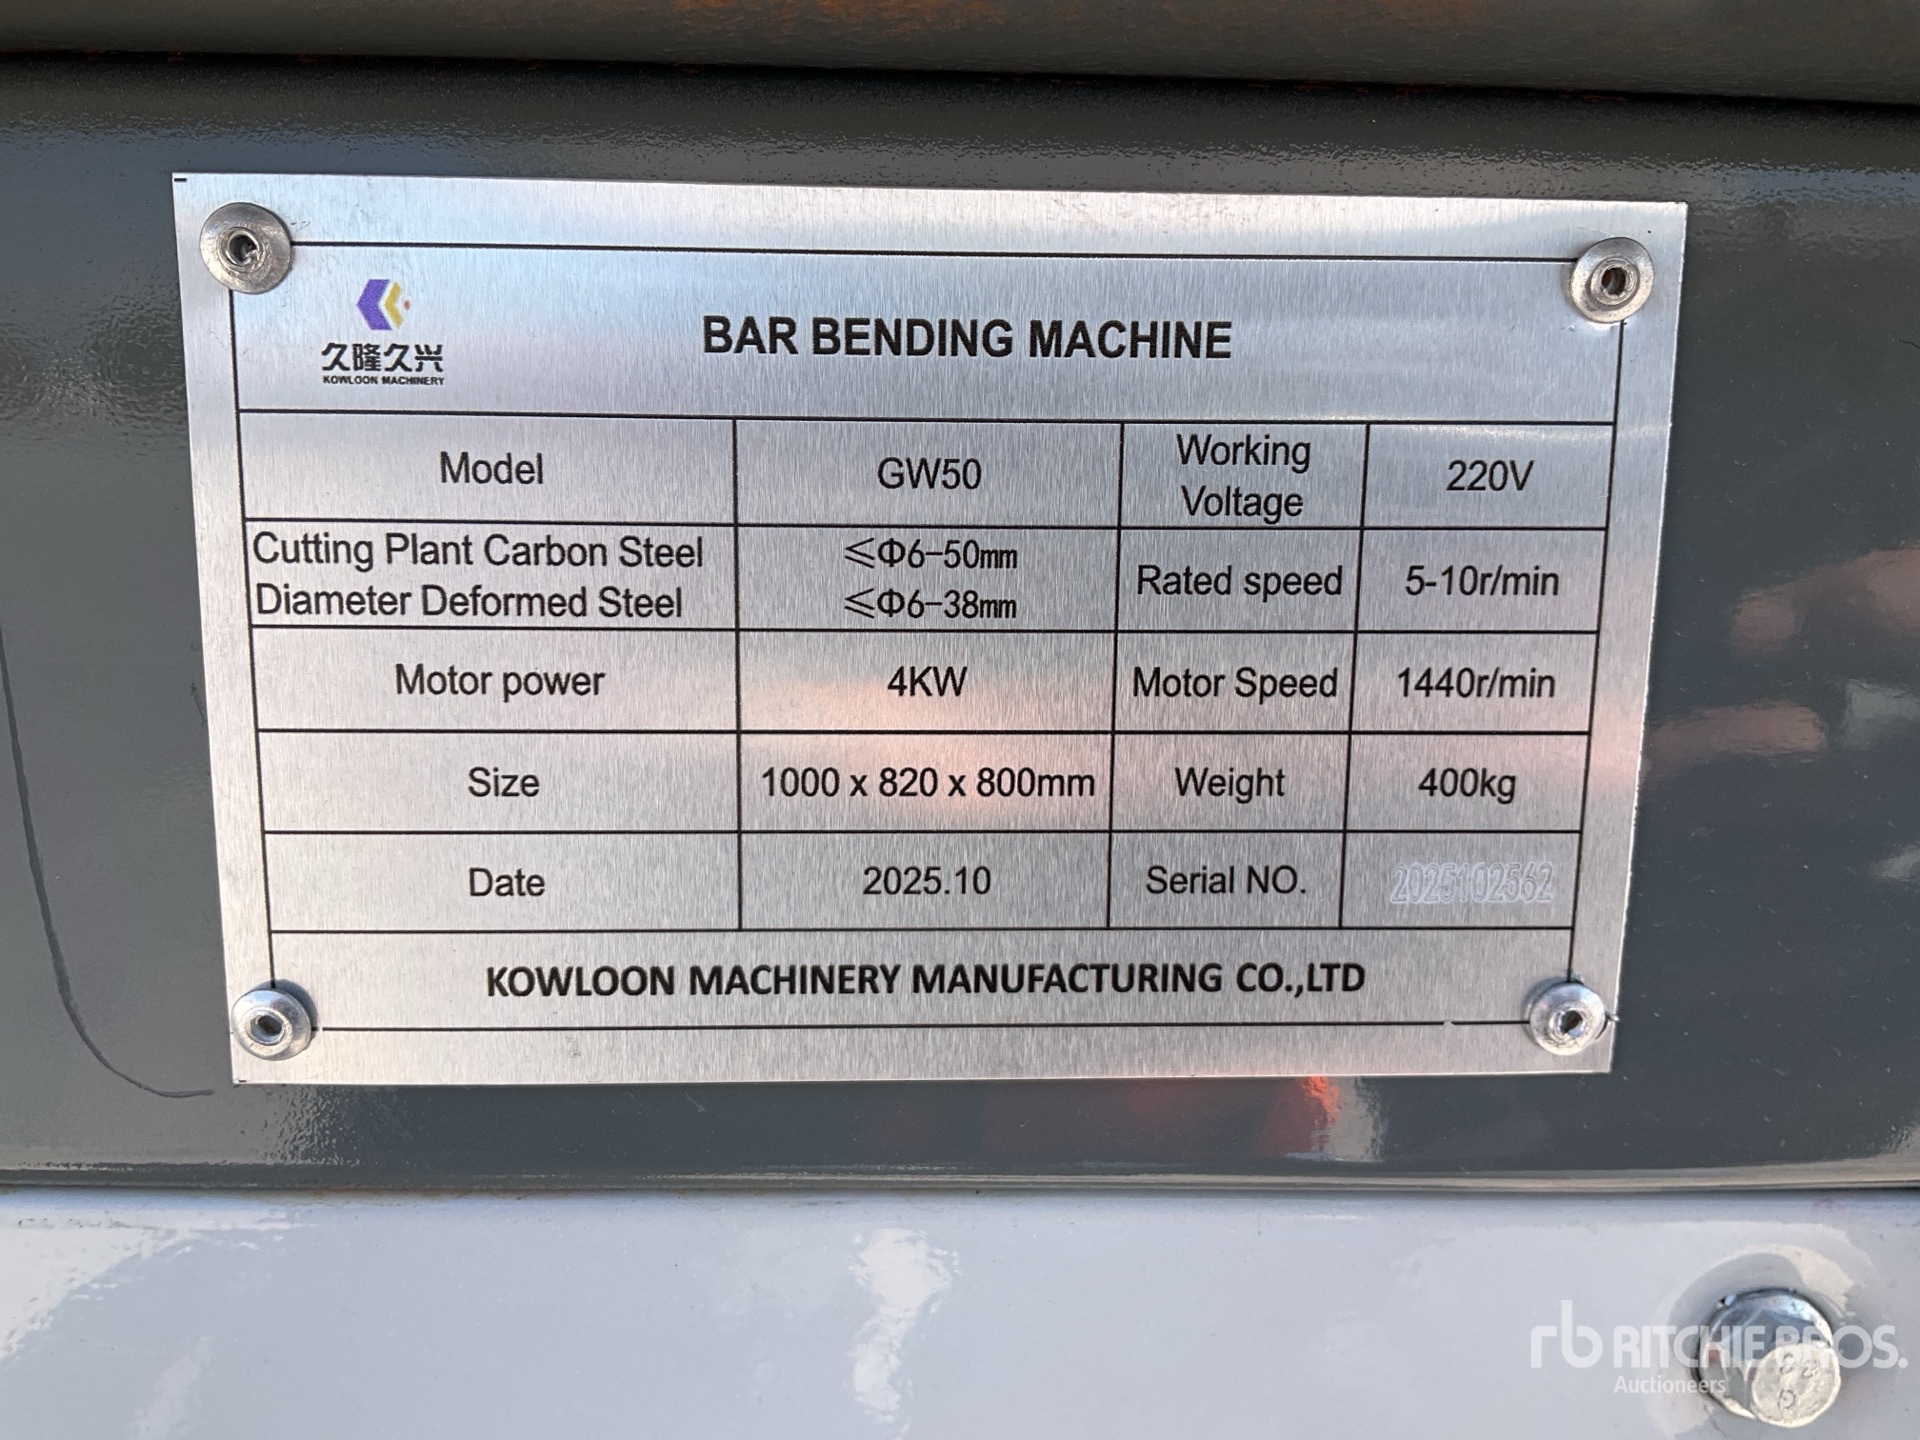 久隆久兴
KOWLOON MACHINERY
BAR BENDING MACHINE
Model
GW50
Working
Voltage
220V
Cutting Plant Carbon Steel
Diameter Deformed Steel
≤Φ6-50mm
≤Φ6-38mm
Rated speed
5-10r/min
Motor power
4KW
Motor Speed
1440r/min
Size
1000 x 820 x 800mm
Weight
400kg
Date
2025.10
Serial NO.
2025102562
KOWLOON MACHINERY MANUFACTURING CO.,LTD
rb RITCHIE BROS.
Auctioneers